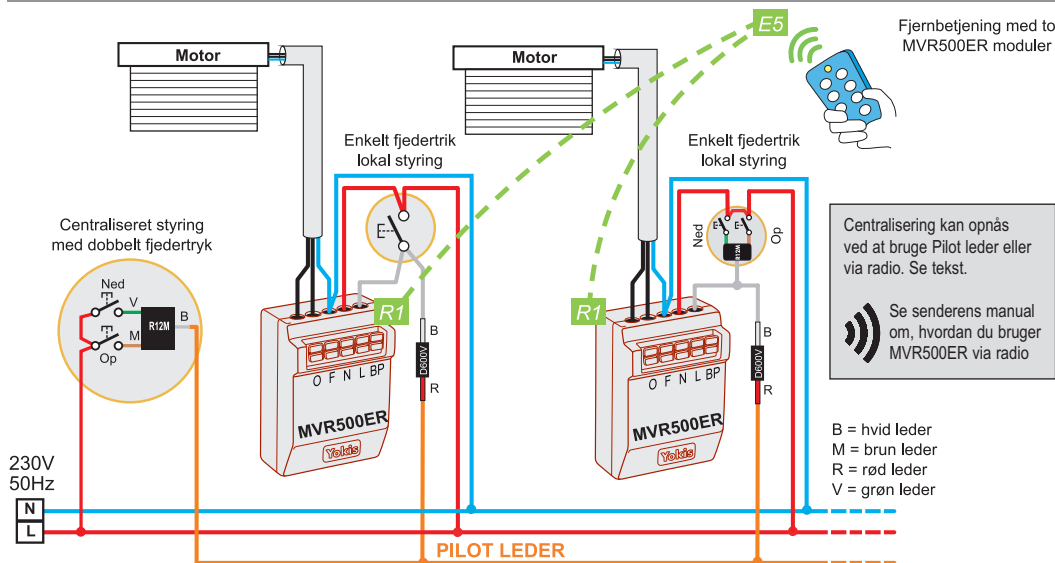 E5
Fjernbetjening med to
MVR500ER moduler
Motor
Motor
Enkelt fjedertrik
lokal styring
Enkelt fjedertrik
lokal styring
Centraliseret styring
med dobbelt fjedertryk
Ned
V
R12M
B
M
Op
Ned
Op
R12M
Centralisering kan opnås
ved at bruge Pilot leder eller
via radio. Se tekst.
Se senderens manual
om, hvordan du bruger
MVR500ER via radio
R1
R1
B
D600V
R
B
D600V
R
O F N L BP
O F N L BP
MVR500ER
MVR500ER
Yokis
Yokis
B = hvid leder
M = brun leder
R = rød leder
V = grøn leder
230V
50Hz
N
L
PILOT LEDER